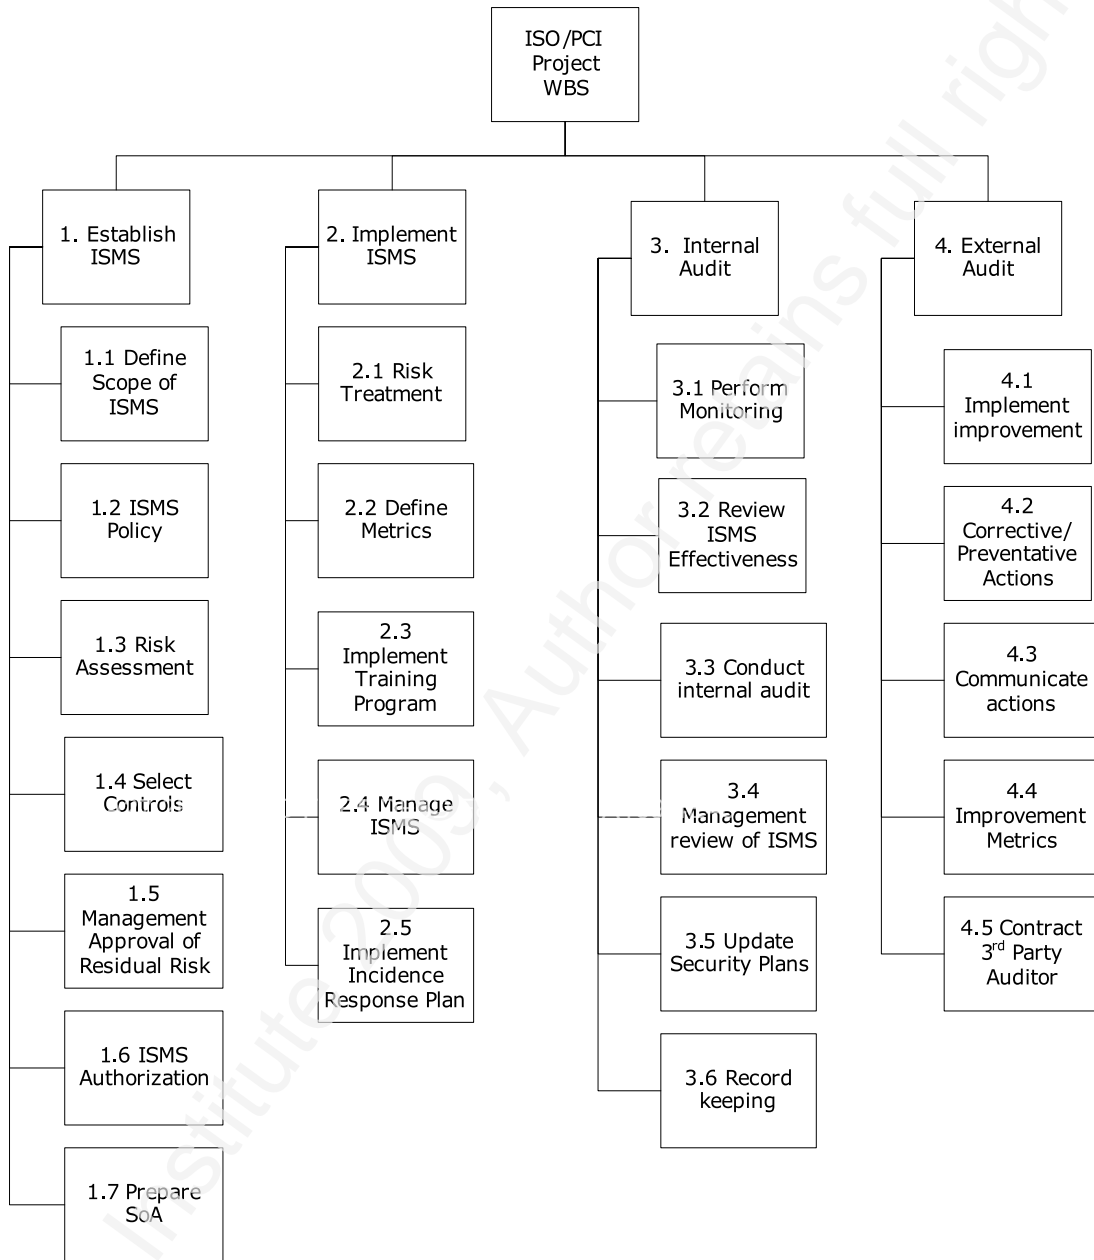 ISO/PCI
Project
WBS
1. Establish
ISMS
1.1 Define
Scope of
ISMS
1.2 ISMS
Policy
1.3 Risk
Assessment
1.4 Select
Controls
1.5
Management
Approval of
Residual Risk
1.6 ISMS
Authorization
1.7 Prepare
SoA
2. Implement
ISMS
2.1 Risk
Treatment
2.2 Define
Metrics
2.3
Implement
Training
Program
2.4 Manage
ISMS
2.5
Implement
Incidence
Response Plan
3. Internal
Audit
3.1 Perform
Monitoring
3.2 Review
ISMS
Effectiveness
3.3 Conduct
internal audit
3.4
Management
review of ISMS
3.5 Update
Security Plans
3.6 Record
keeping
4. External
Audit
4.1
Implement
improvement
4.2
Corrective/
Preventative
Actions
4.3
Communicate
actions
4.4
Improvement
Metrics
4.5 Contract
3rd Party
Auditor
Institute 2009, Author retains full